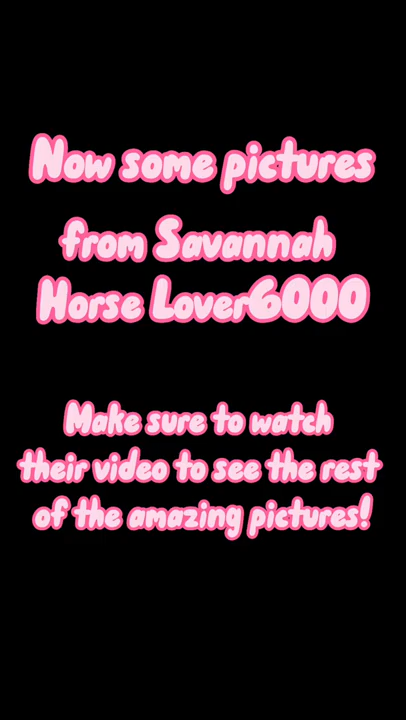 Now some pictures
from Savannah
Horse Lover6000
Make sure to watch
their video to see the rest
of the amazing pictures!